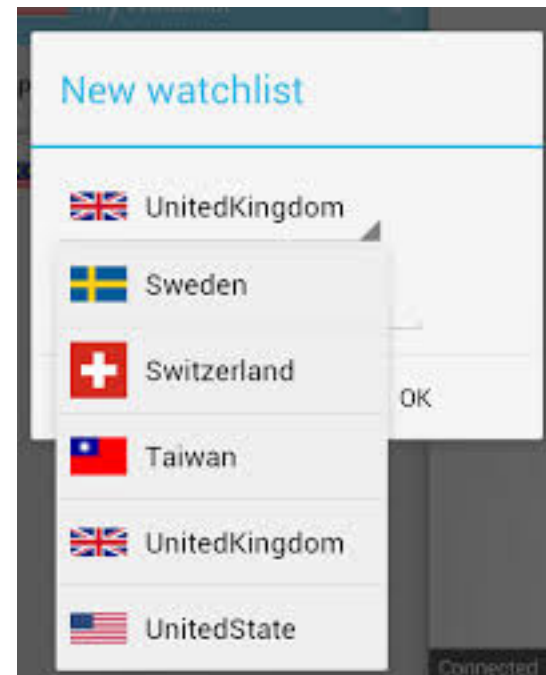 New watchlist
UnitedKingdom
Sweden
Switzerland
OK
Taiwan
UnitedKingdom
UnitedState
Connected